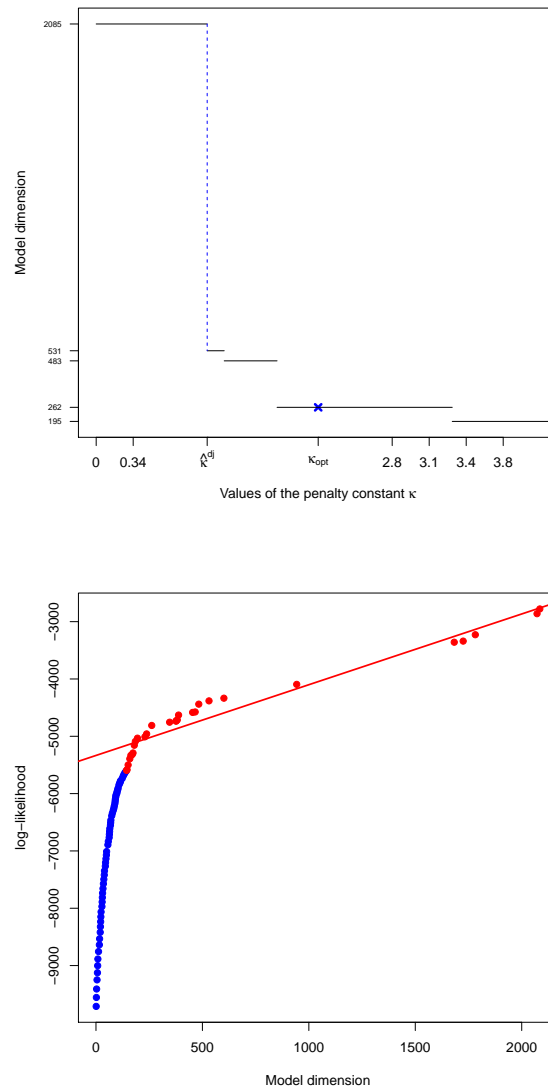 Model dimension
2085
531
483
262
195
0 0.34 κ̂^dj κ_opt 2.8 3.1 3.4 3.8
Values of the penalty constant κ
log−likelihood
−3000
−4000
−5000
−6000
−7000
−8000
−9000
0 500 1000 1500 2000
Model dimension